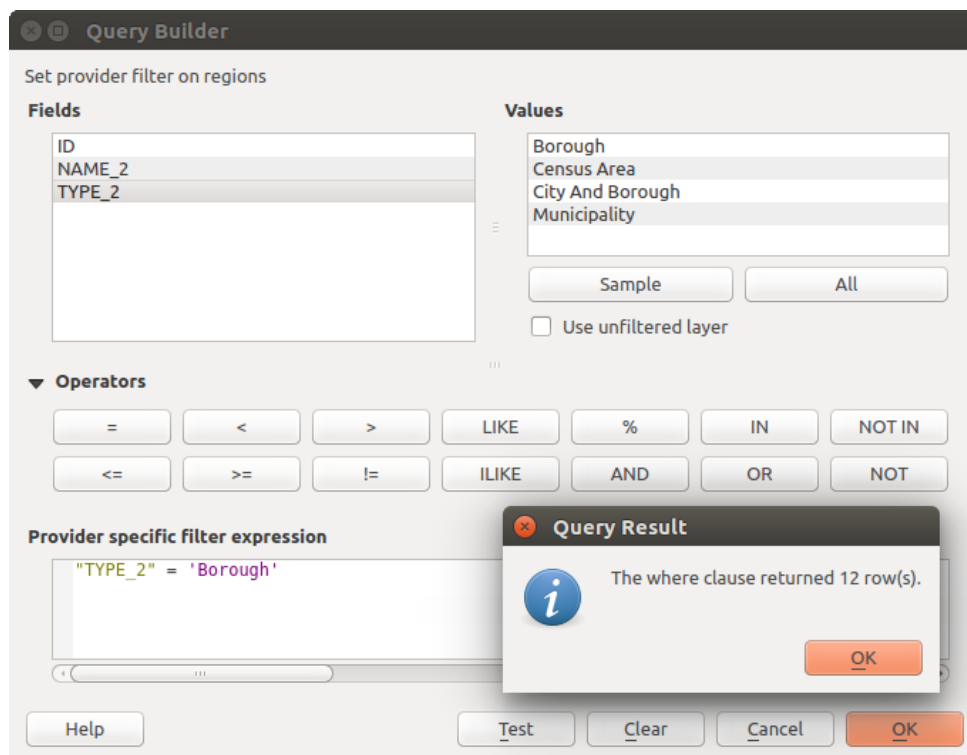 Query Builder
Set provider filter on regions
Fields
Values
ID
NAME_2
TYPE_2
Borough
Census Area
City And Borough
Municipality
Sample
All
Use unfiltered layer
Operators
= < > LIKE % IN NOT IN
<= >= != ILIKE AND OR NOT
Provider specific filter expression
"TYPE_2" = 'Borough'
Query Result
The where clause returned 12 row(s).
OK
Help Test Clear Cancel OK